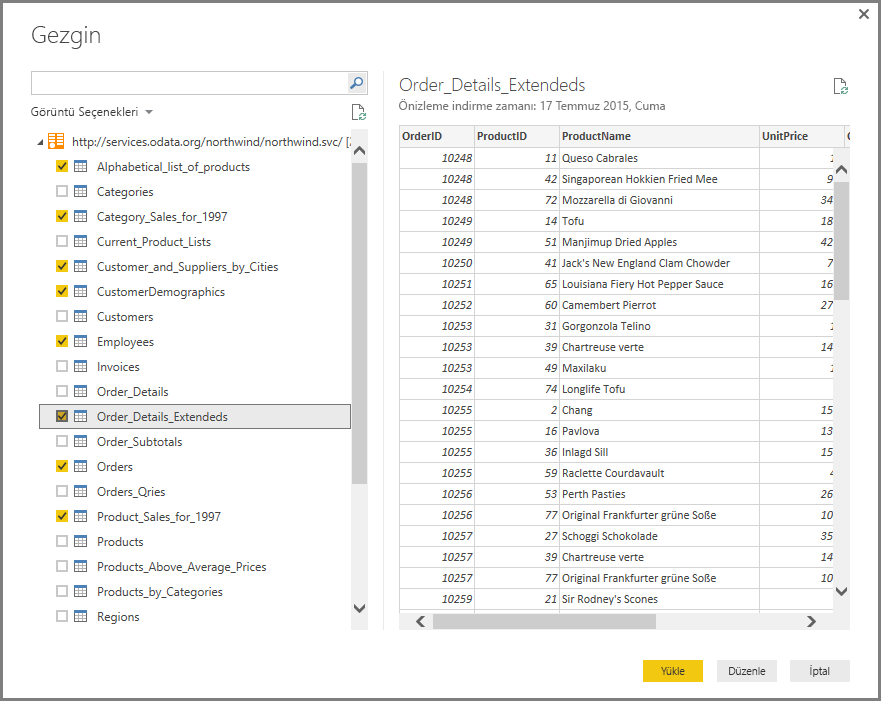 Gezgin
Görüntü Seçenekleri
http://services.odata.org/northwind/northwind.svc/ [
Alphabetical_list_of_products
Categories
Category_Sales_for_1997
Current_Product_Lists
Customer_and_Suppliers_by_Cities
CustomerDemographics
Customers
Employees
Invoices
Order_Details
Order_Details_Extendeds
Order_Subtotals
Orders
Orders_Qries
Product_Sales_for_1997
Products
Products_Above_Average_Prices
Products_by_Categories
Regions
Order_Details_Extendeds
Önizleme indirme zamanı: 17 Temmuz 2015, Cuma
OrderID ProductID ProductName UnitPrice
10248 11 Queso Cabrales 1
10248 42 Singaporean Hokkien Fried Mee 9
10248 72 Mozzarella di Giovanni 34
10249 14 Tofu 18
10249 51 Manjimup Dried Apples 42
10250 41 Jack's New England Clam Chowder 7
10251 65 Louisiana Fiery Hot Pepper Sauce 16
10252 60 Camembert Pierrot 27
10253 31 Gorgonzola Telino 1
10253 39 Chartreuse verte 14
10253 49 Maxilaku 1
10254 74 Longlife Tofu
10255 2 Chang 15
10255 16 Pavlova 13
10255 36 Inlagd Sill 15
10255 59 Raclette Courdavault 4
10256 53 Perth Pasties 26
10256 77 Original Frankfurter grüne Soße 10
10257 27 Schoggi Schokolade 35
10257 39 Chartreuse verte 14
10257 77 Original Frankfurter grüne Soße 10
10259 21 Sir Rodney's Scones
Yükle Düzenle İptal